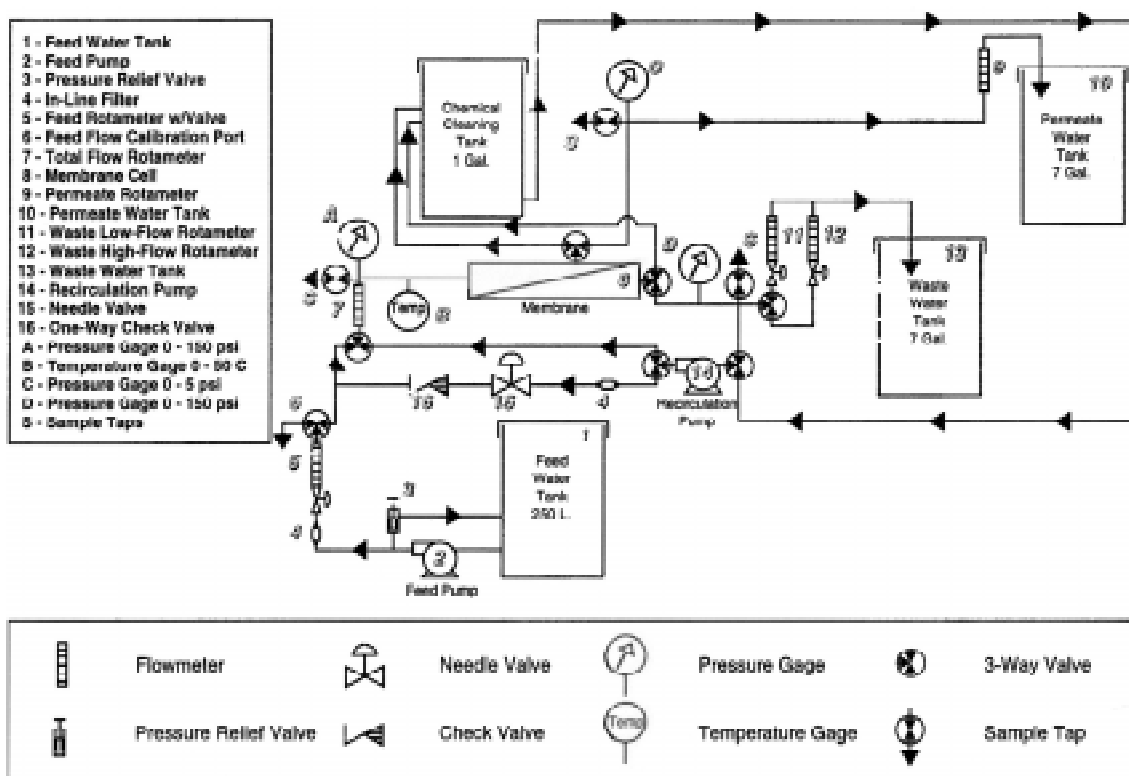 1 - Feed Water Tank
2 - Feed Pump
3 - Pressure Relief Valve
4 - In-Line Filter
5 - Feed Rotameter w/Valve
6 - Feed Flow Calibration Port
7 - Total Flow Rotameter
8 - Membrane Cell
9 - Permeate Rotameter
10 - Permeate Water Tank
11 - Waste Low-Flow Rotameter
12 - Waste High-Flow Rotameter
13 - Waste Water Tank
14 - Recirculation Pump
15 - Needle Valve
16 - One-Way Check Valve
A - Pressure Gage 0 - 150 psi
B - Temperature Gage 0 - 50 C
C - Pressure Gage 0 - 5 psi
D - Pressure Gage 0 - 150 psi
S - Sample Taps
Chemical
Cleaning
Tank
1 Gal.
9
10
Permeate
Water
Tank
7 Gal.
A
D
11
12
13
Waste
Water
Tank
7 Gal.
7
Temp
B
8
Membrane
14
Recirculation
Pump
16
4
6
5
4
3
2
Feed Pump
1
Feed
Water
Tank
250 L.
Flowmeter
Needle Valve
Pressure Gage
3-Way Valve
Pressure Relief Valve
Check Valve
Temp
Temperature Gage
Sample Tap